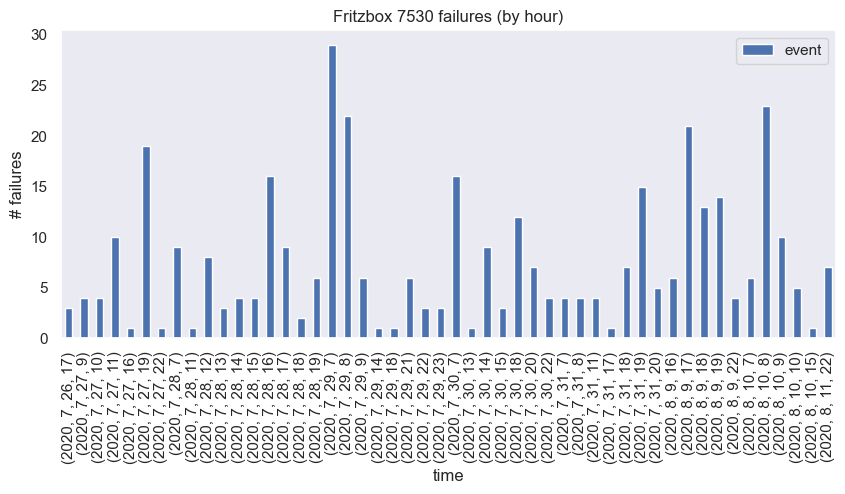 Fritzbox 7530 failures (by hour)
event
# failures
30
25
20
15
10
5
0
(2020, 7, 26, 17)
(2020, 7, 27, 9)
(2020, 7, 27, 10)
(2020, 7, 27, 11)
(2020, 7, 27, 16)
(2020, 7, 27, 19)
(2020, 7, 27, 22)
(2020, 7, 28, 7)
(2020, 7, 28, 11)
(2020, 7, 28, 12)
(2020, 7, 28, 13)
(2020, 7, 28, 14)
(2020, 7, 28, 15)
(2020, 7, 28, 16)
(2020, 7, 28, 17)
(2020, 7, 28, 18)
(2020, 7, 28, 19)
(2020, 7, 29, 7)
(2020, 7, 29, 8)
(2020, 7, 29, 9)
(2020, 7, 29, 14)
(2020, 7, 29, 18)
(2020, 7, 29, 21)
(2020, 7, 29, 22)
(2020, 7, 29, 23)
(2020, 7, 30, 7)
(2020, 7, 30, 13)
(2020, 7, 30, 14)
(2020, 7, 30, 15)
(2020, 7, 30, 18)
(2020, 7, 30, 20)
(2020, 7, 30, 22)
(2020, 7, 31, 7)
(2020, 7, 31, 8)
(2020, 7, 31, 11)
(2020, 7, 31, 17)
(2020, 7, 31, 18)
(2020, 7, 31, 19)
(2020, 7, 31, 20)
(2020, 8, 9, 16)
(2020, 8, 9, 17)
(2020, 8, 9, 18)
(2020, 8, 9, 19)
(2020, 8, 9, 22)
(2020, 8, 10, 7)
(2020, 8, 10, 8)
(2020, 8, 10, 9)
(2020, 8, 10, 10)
(2020, 8, 10, 15)
(2020, 8, 11, 22)
time